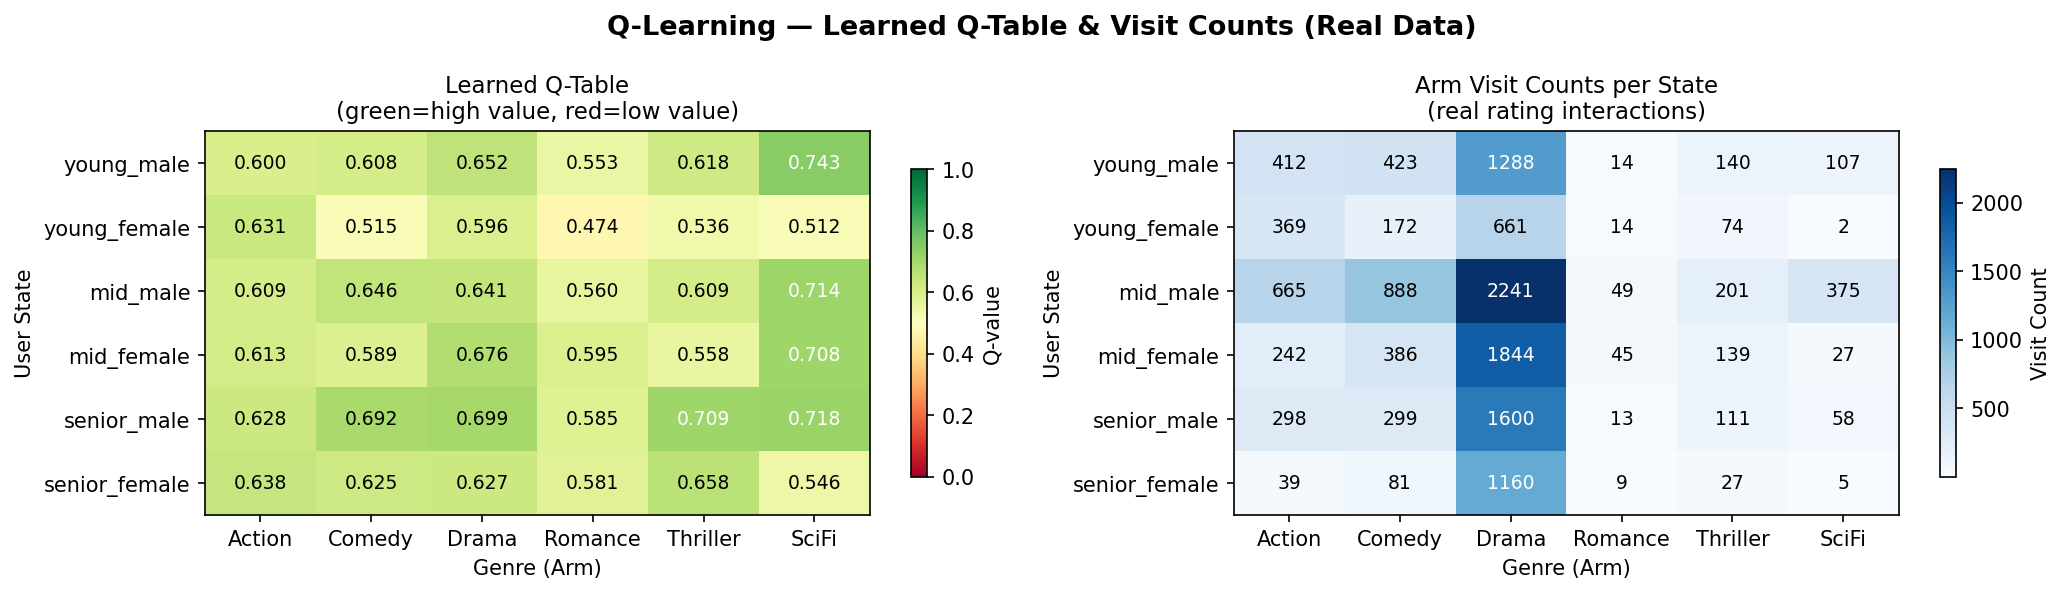 Q-Learning — Learned Q-Table & Visit Counts (Real Data)
Learned Q-Table
(green=high value, red=low value)
User State
young_male 0.600 0.608 0.652 0.553 0.618 0.743
young_female 0.631 0.515 0.596 0.474 0.536 0.512
mid_male 0.609 0.646 0.641 0.560 0.609 0.714
mid_female 0.613 0.589 0.676 0.595 0.558 0.708
senior_male 0.628 0.692 0.699 0.585 0.709 0.718
senior_female 0.638 0.625 0.627 0.581 0.658 0.546
Action Comedy Drama Romance Thriller SciFi
Genre (Arm)
1.0
0.8
0.6
0.4
0.2
0.0
Q-value
Arm Visit Counts per State
(real rating interactions)
User State
young_male 412 423 1288 14 140 107
young_female 369 172 661 14 74 2
mid_male 665 888 2241 49 201 375
mid_female 242 386 1844 45 139 27
senior_male 298 299 1600 13 111 58
senior_female 39 81 1160 9 27 5
Action Comedy Drama Romance Thriller SciFi
Genre (Arm)
2000
1500
1000
500
Visit Count